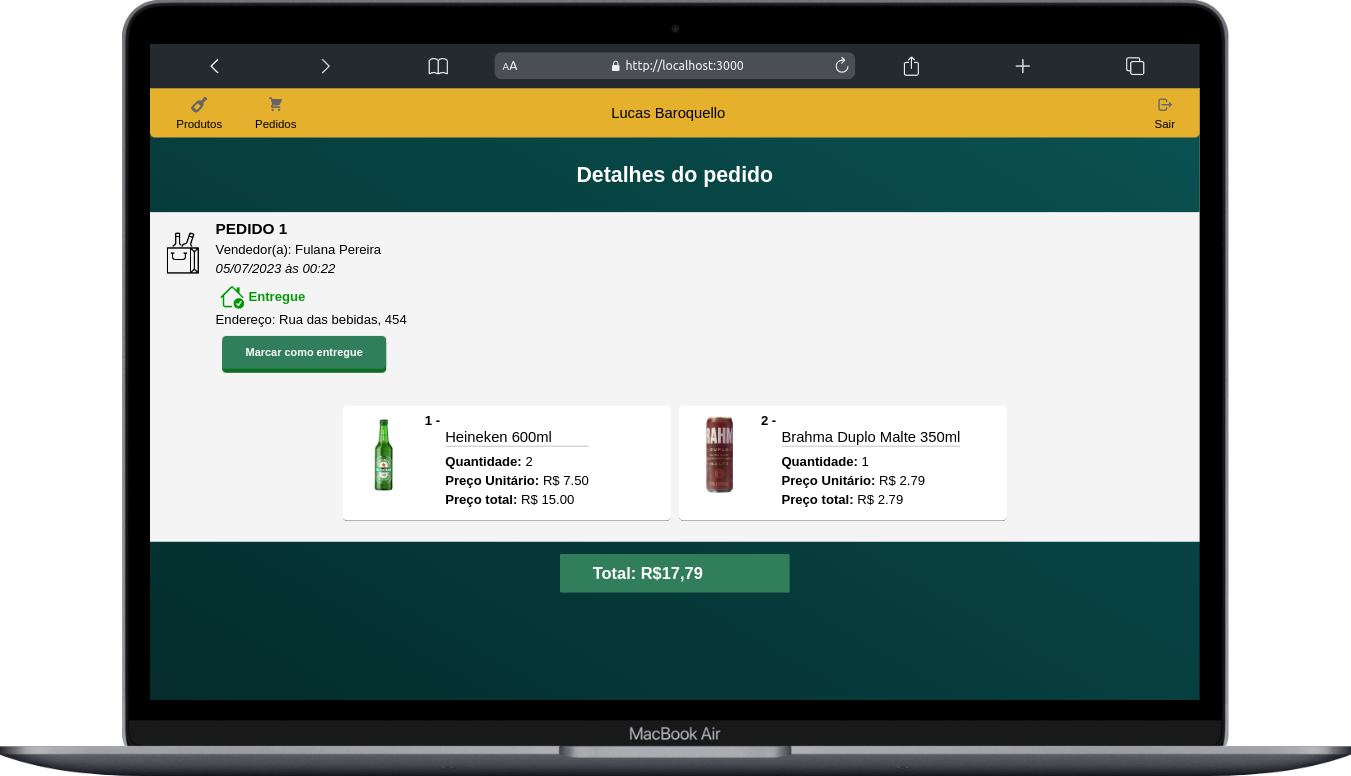 AA http://localhost:3000
Produtos Pedidos Lucas Baroquello Sair
Detalhes do pedido
PEDIDO 1
Vendedor(a): Fulana Pereira
05/07/2023 às 00:22
Entregue
Endereço: Rua das bebidas, 454
Marcar como entregue
1 -
Heineken 600ml
Quantidade: 2
Preço Unitário: R$ 7.50
Preço total: R$ 15.00
2 -
Brahma Duplo Malte 350ml
Quantidade: 1
Preço Unitário: R$ 2.79
Preço total: R$ 2.79
Total: R$17,79
MacBook Air